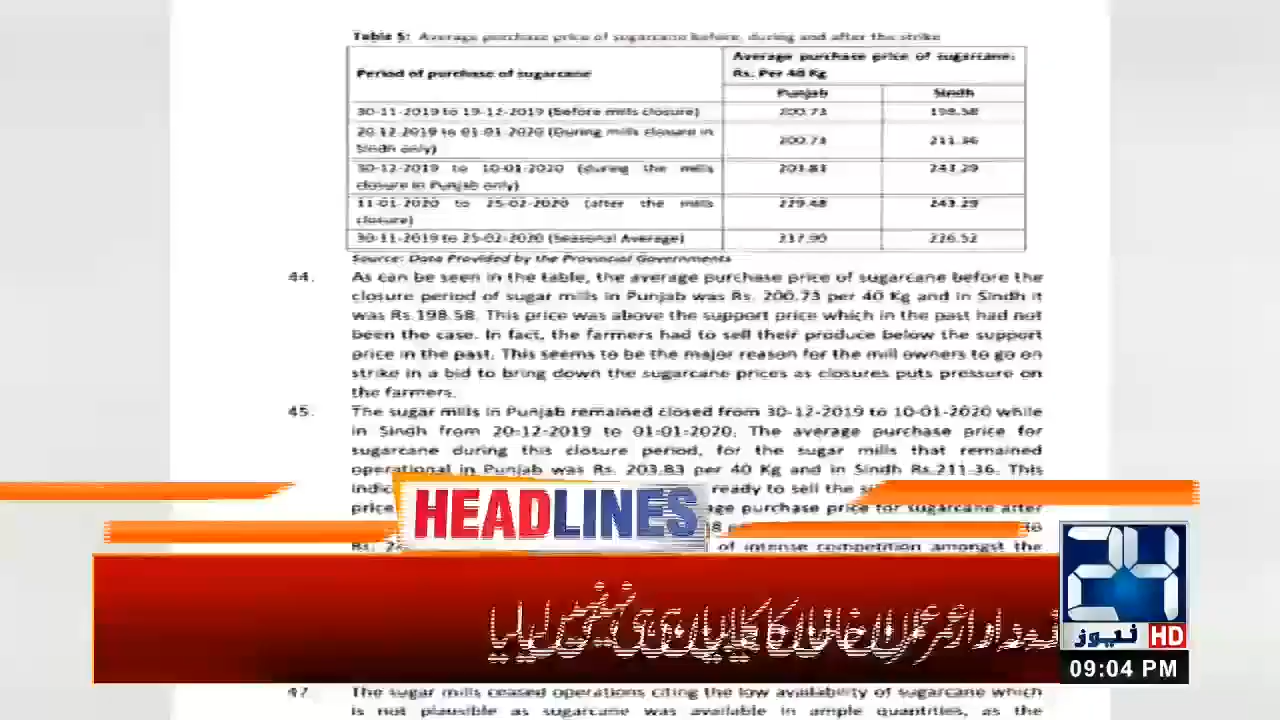 Table 5: Average purchase price of sugarcane before, during and after the strike
Period of purchase of sugarcane
Average purchase price of sugarcane:
Rs. Per 40 Kg
Punjab Sindh
30-11-2019 to 19-12-2019 (Before mills closure) 200.73 198.58
20-12-2019 to 01-01-2020 (During mills closure in
Sindh only) 200.73 211.36
30-12-2019 to 10-01-2020 (during the mills
closure in Punjab only) 203.83 243.29
11-01-2020 to 25-02-2020 (after the mills
closure) 229.48 243.29
30-11-2019 to 25-02-2020 (Seasonal Average) 217.90 226.52
Source: Data Provided by the Provincial Governments
44. As can be seen in the table, the average purchase price of sugarcane before the
closure period of sugar mills in Punjab was Rs. 200.73 per 40 Kg and in Sindh it
was Rs.198.58. This price was above the support price which in the past had not
been the case. In fact, the farmers had to sell their produce below the support
price in the past. This seems to be the major reason for the mill owners to go on
strike in a bid to bring down the sugarcane prices as closures puts pressure on
the farmers.
45. The sugar mills in Punjab remained closed from 30-12-2019 to 10-01-2020 while
in Sindh from 20-12-2019 to 01-01-2020. The average purchase price for
sugarcane during this closure period, for the sugar mills that remained
operational in Punjab was Rs. 203.83 per 40 Kg and in Sindh Rs.211.36. This
ready to sell the
price purchase price for sugarcane after
to
Rs. of intense competition amongst the
HEADLINES
24
نیوز HD
09:04 PM
47. The sugar mills ceased operations citing the low availability of sugarcane which
is not plausible as sugarcane was available in ample quantities, as the